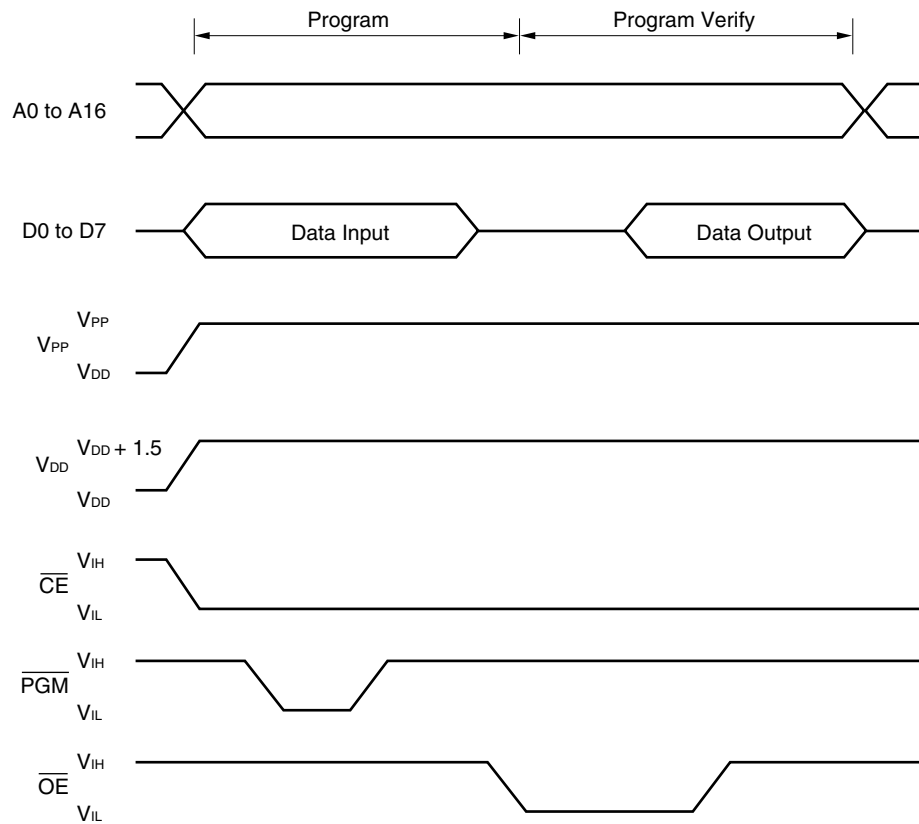 Program Program Verify
A0 to A16
D0 to D7 Data Input Data Output
VPP
VPP
VDD
VDD + 1.5
VDD
VDD
VIH
CE
VIL
VIH
PGM
VIL
VIH
OE
VIL